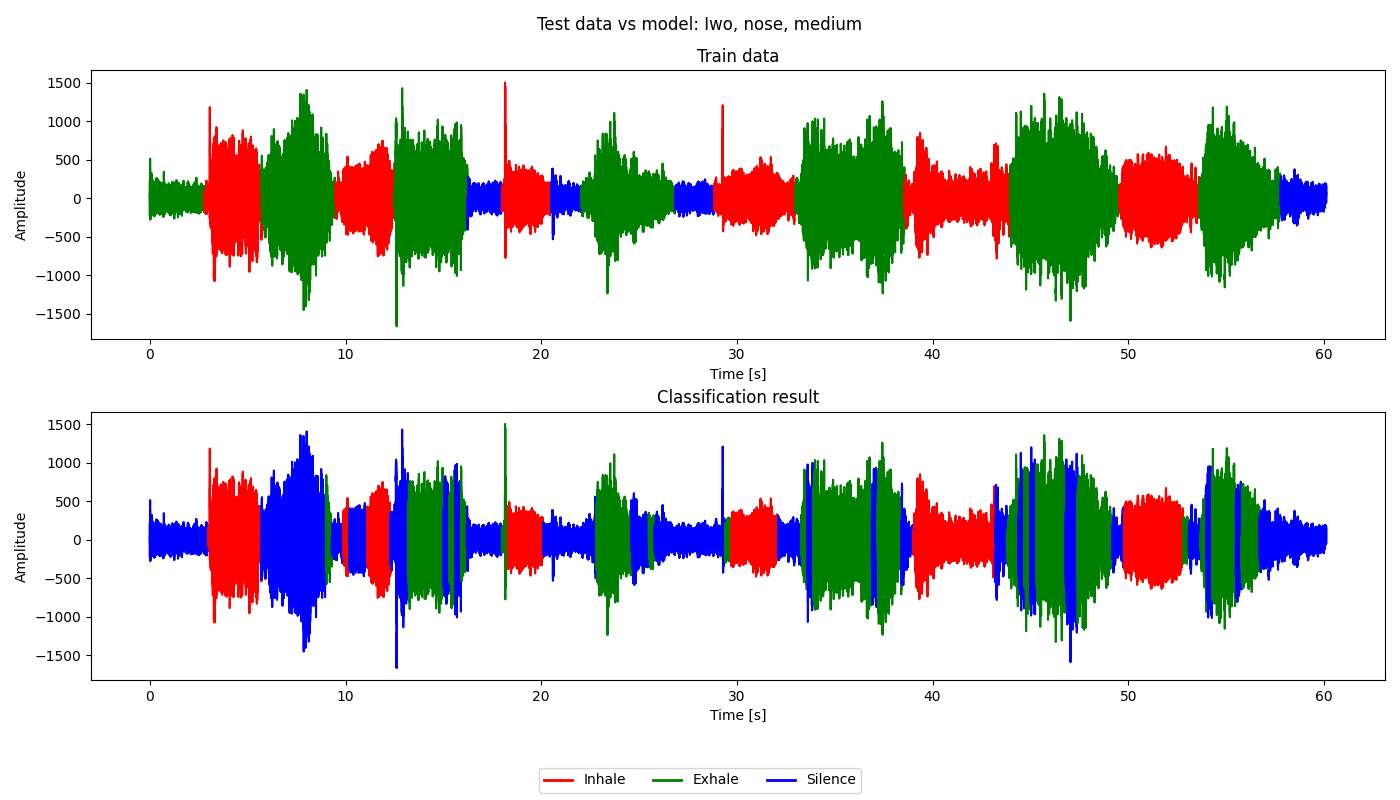 Test data vs model: Iwo, nose, medium
Train data
1500
1000
500
0
−500
−1000
−1500
Amplitude
0 10 20 30 40 50 60
Time [s]
Classification result
1500
1000
500
0
−500
−1000
−1500
Amplitude
0 10 20 30 40 50 60
Time [s]
Inhale Exhale Silence